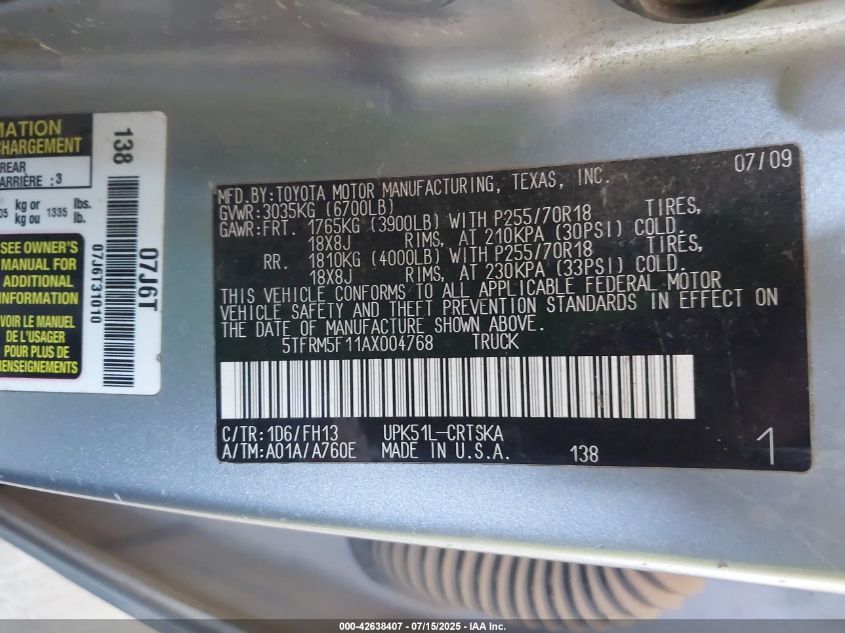 MATION
CHARGEMENT
REAR
ARRIÈRE : 3
kg or 1335 lbs.
kg ou lb.
SEE OWNER'S
MANUAL FOR
ADDITIONAL
INFORMATION
VOIR LE MANUEL
DE L'USAGER
POUR PLUS DE
RENSEIGNEMENTS
138
07J6T31010
07J6T
07/09
MFD.BY:TOYOTA MOTOR MANUFACTURING, TEXAS, INC.
GVWR:3035KG (6700LB)
GAWR:FRT. 1765KG (3900LB) WITH P255/70R18 TIRES,
18X8J RIMS, AT 210KPA (30PSI) COLD.
RR. 1810KG (4000LB) WITH P255/70R18 TIRES,
18X8J RIMS, AT 230KPA (33PSI) COLD.
THIS VEHICLE CONFORMS TO ALL APPLICABLE FEDERAL MOTOR
VEHICLE SAFETY AND THEFT PREVENTION STANDARDS IN EFFECT ON
THE DATE OF MANUFACTURE SHOWN ABOVE.
5TFRM5F11AX004768 TRUCK
C/TR:1D6/FH13 UPK51L-CRTSKA
A/TM:A01A/A760E MADE IN U.S.A. 138 1
000-42638407 - 07/15/2025 - IAA Inc.